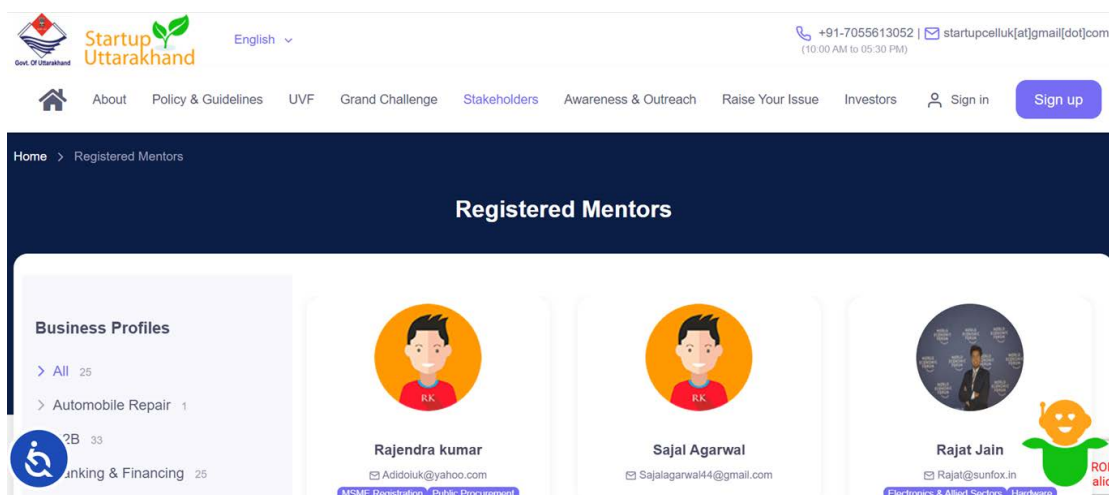 Govt. Of Uttarakhand
Startup
Uttarakhand
English
+91-7055613052 | startupcelluk[at]gmail[dot]com
(10:00 AM to 05:30 PM)
About Policy & Guidelines UVF Grand Challenge Stakeholders Awareness & Outreach Raise Your Issue Investors Sign in Sign up
Home > Registered Mentors
Registered Mentors
Business Profiles
> All 25
> Automobile Repair 1
2B 33
anking & Financing 25
RK
Rajendra kumar
Adidoiuk@yahoo.com
MSME Registration Public Procurement
RK
Sajal Agarwal
Sajalagarwal44@gmail.com
Rajat Jain
Rajat@sunfox.in
Electronics & Allied Sectors Hardware